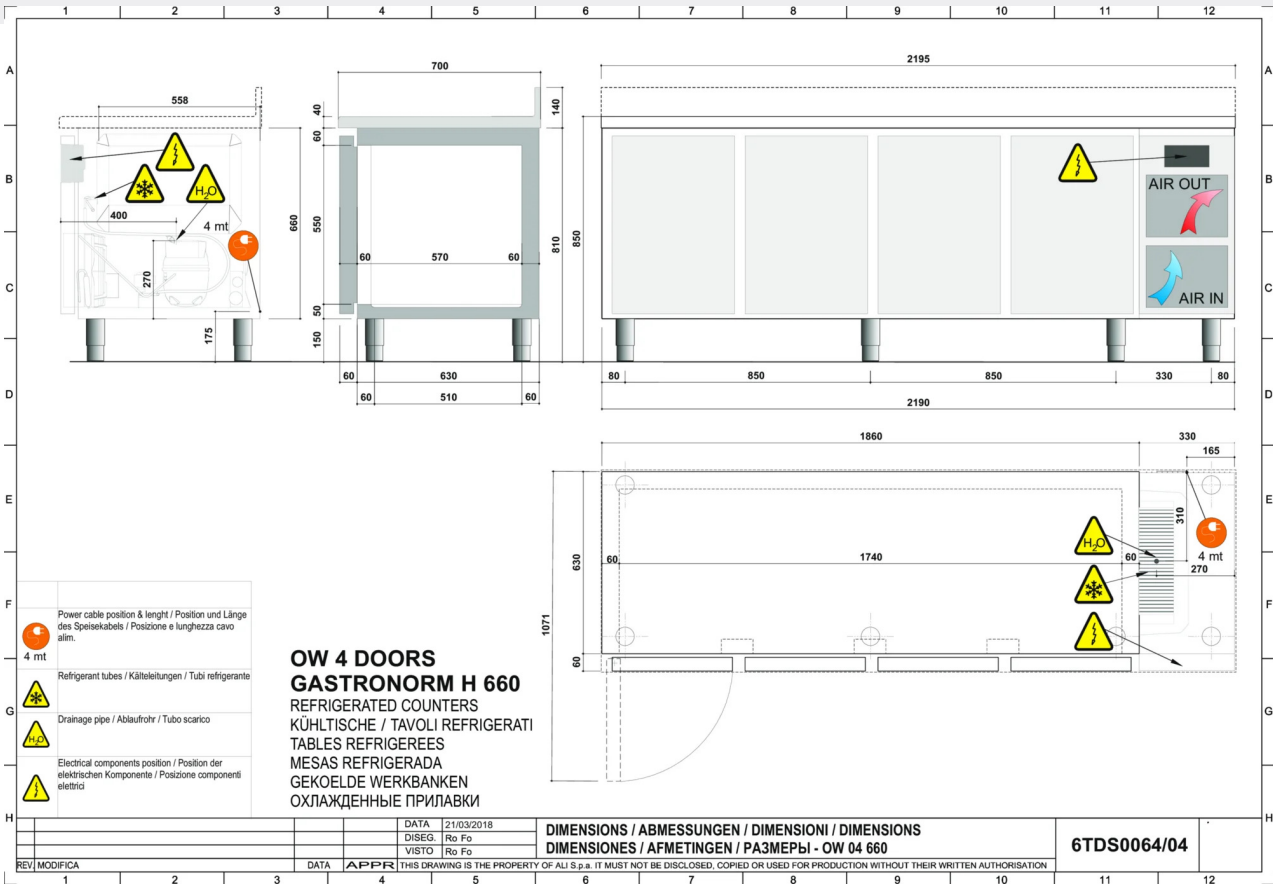 1 2 3 4 5 6 7 8 9 10 11 12
A
B
C
D
E
F
G
H
A
B
C
D
E
F
G
H
558
400
4 mt
270
660
175
H₂O
700
40
60
550
50
150
140
810
60 570 60
60 630
60 510 60
2195
850
AIR OUT
AIR IN
80 850 850 330 80
2190
1860 330
165
310
630
60 1740 60
H₂O
4 mt
270
1071
60
Power cable position & lenght / Position und Länge
des Speisekabels / Posizione e lunghezza cavo
alim.
4 mt
Refrigerant tubes / Kälteleitungen / Tubi refrigerante
Drainage pipe / Ablaufrohr / Tubo scarico
H₂O
Electrical components position / Position der
elektrischen Komponente / Posizione componenti
elettrici
OW 4 DOORS
GASTRONORM H 660
REFRIGERATED COUNTERS
KÜHLTISCHE / TAVOLI REFRIGERATI
TABLES REFRIGEREES
MESAS REFRIGERADA
GEKOELDE WERKBANKEN
ОХЛАЖДЕННЫЕ ПРИЛАВКИ
DATA 21/03/2018
DISEG. Ro Fo
VISTO Ro Fo
DIMENSIONS / ABMESSUNGEN / DIMENSIONI / DIMENSIONS
DIMENSIONES / AFMETINGEN / РАЗМЕРЫ - OW 04 660
6TDS0064/04
REV. MODIFICA DATA APPR THIS DRAWING IS THE PROPERTY OF ALI S.p.a. IT MUST NOT BE DISCLOSED, COPIED OR USED FOR PRODUCTION WITHOUT THEIR WRITTEN AUTHORISATION
1 2 3 4 5 6 7 8 9 10 11 12